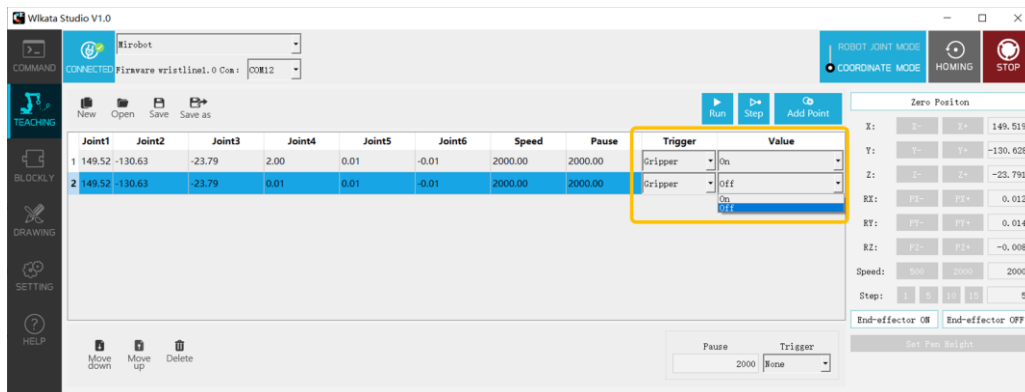 Wlkata Studio V1.0
COMMAND
CONNECTED
Mirobot
Firmware wristline1.0 Com: COM12
ROBOT JOINT MODE
COORDINATE MODE
HOMING
STOP
TEACHING
BLOCKLY
DRAWING
SETTING
HELP
New Open Save Save as
Run Step Add Point
Joint1 Joint2 Joint3 Joint4 Joint5 Joint6 Speed Pause Trigger Value
1 149.52 -130.63 -23.79 2.00 0.01 -0.01 2000.00 2000.00 Gripper On
2 149.52 -130.63 -23.79 0.01 0.01 -0.01 2000.00 2000.00 Gripper Off
On
Off
Zero Positon
X: X- X+ 149.519
Y: Y- Y+ -130.628
Z: Z- Z+ -23.791
RX: PX- PX+ 0.012
RY: PY- PY+ 0.014
RZ: PZ- PZ+ -0.008
Speed: 500 2000 2000
Step: 1 5 10 15 5
End-effector ON End-effector OFF
Set Pen Height
Move down Move up Delete
Pause Trigger
2000 None